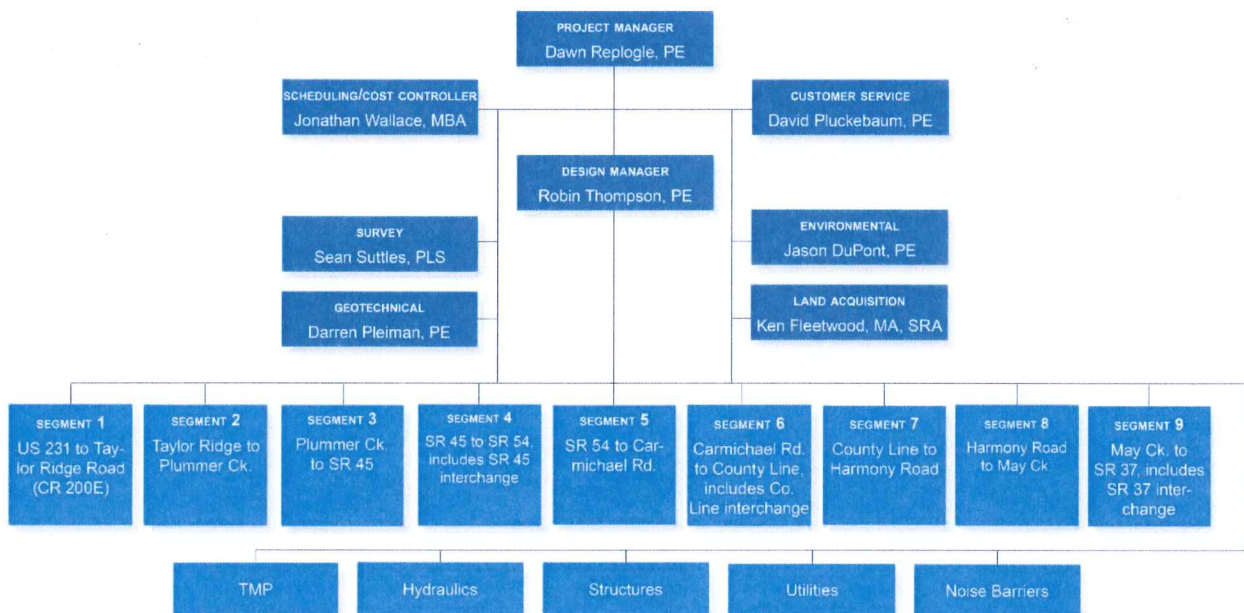 PROJECT MANAGER
Dawn Replogle, PE
SCHEDULING/COST CONTROLLER
Jonathan Wallace, MBA
CUSTOMER SERVICE
David Pluckebaum, PE
DESIGN MANAGER
Robin Thompson, PE
SURVEY
Sean Suttles, PLS
ENVIRONMENTAL
Jason DuPont, PE
GEOTECHNICAL
Darren Pleiman, PE
LAND ACQUISITION
Ken Fleetwood, MA, SRA
SEGMENT 1
US 231 to Tay-
lor Ridge Road
(CR 200E)
SEGMENT 2
Taylor Ridge to
Plummer Ck.
SEGMENT 3
Plummer Ck.
to SR 45
SEGMENT 4
SR 45 to SR 54,
includes SR 45
interchange
SEGMENT 5
SR 54 to Car-
michael Rd.
SEGMENT 6
Carmichael Rd.
to County Line,
includes Co.
Line interchange
SEGMENT 7
County Line to
Harmony Road
SEGMENT 8
Harmony Road
to May Ck.
SEGMENT 9
May Ck. to
SR 37, includes
SR 37 inter-
change
TMP
Hydraulics
Structures
Utilities
Noise Barriers